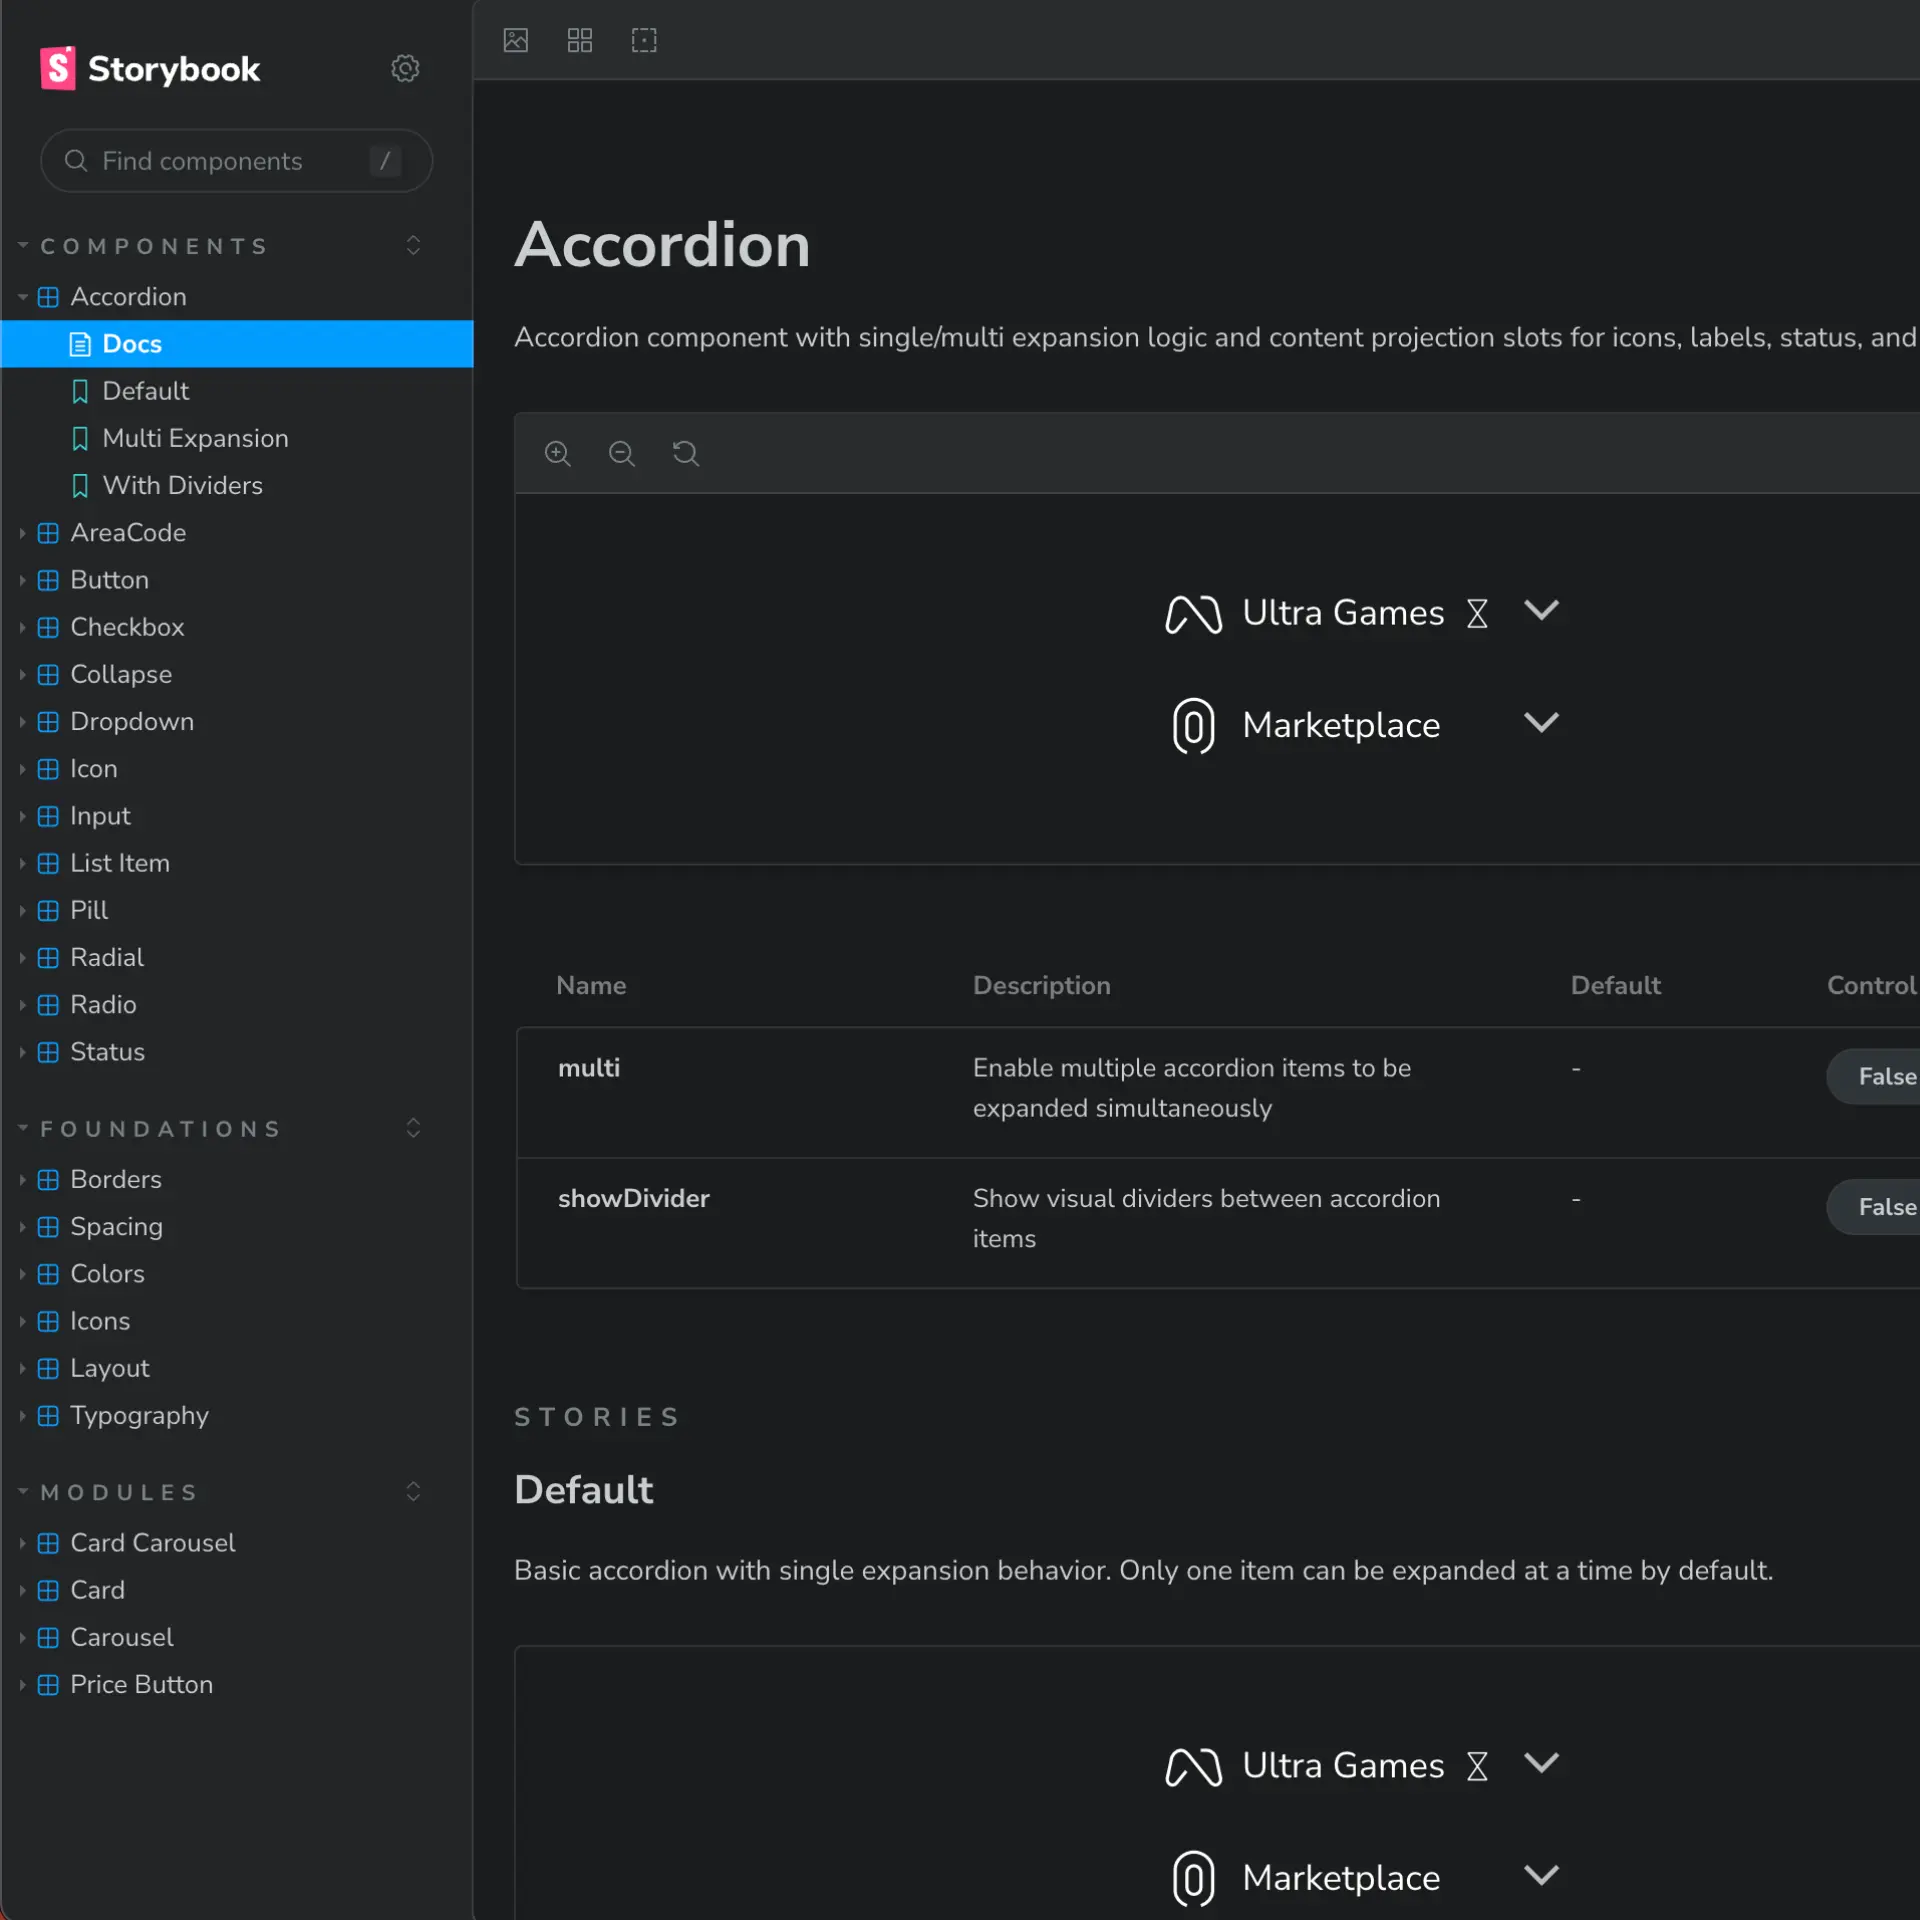 Storybook
Find components /
COMPONENTS
Accordion
Docs
Default
Multi Expansion
With Dividers
AreaCode
Button
Checkbox
Collapse
Dropdown
Icon
Input
List Item
Pill
Radial
Radio
Status
FOUNDATIONS
Borders
Spacing
Colors
Icons
Layout
Typography
MODULES
Card Carousel
Card
Carousel
Price Button
Accordion
Accordion component with single/multi expansion logic and content projection slots for icons, labels, status, and
Ultra Games
Marketplace
Name Description Default Control
multi Enable multiple accordion items to be - False
expanded simultaneously
showDivider Show visual dividers between accordion - False
items
STORIES
Default
Basic accordion with single expansion behavior. Only one item can be expanded at a time by default.
Ultra Games
Marketplace